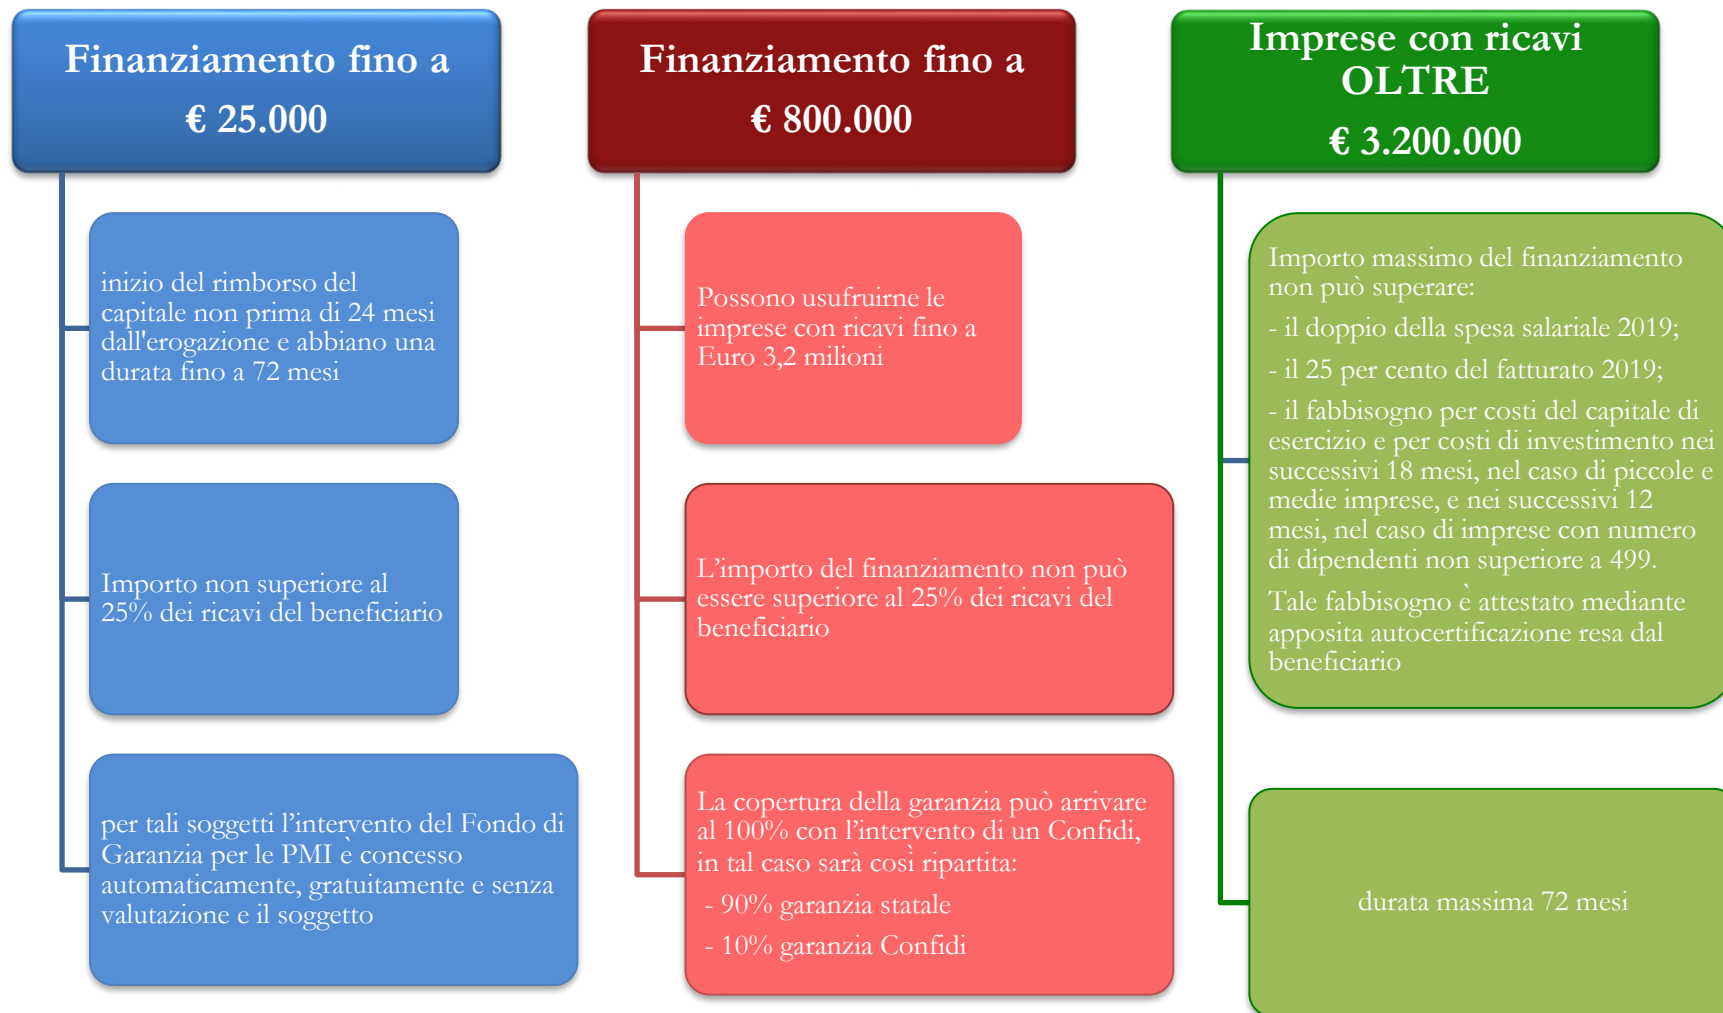 Finanziamento fino a
€ 25.000
inizio del rimborso del
capitale non prima di 24 mesi
dall'erogazione e abbiano una
durata fino a 72 mesi
Importo non superiore al
25% dei ricavi del beneficiario
per tali soggetti l’intervento del Fondo di
Garanzia per le PMI è concesso
automaticamente, gratuitamente e senza
valutazione e il soggetto
Finanziamento fino a
€ 800.000
Possono usufruirne le
imprese con ricavi fino a
Euro 3,2 milioni
L’importo del finanziamento non può
essere superiore al 25% dei ricavi del
beneficiario
La copertura della garanzia può arrivare
al 100% con l’intervento di un Confidi,
in tal caso sarà così ripartita:
- 90% garanzia statale
- 10% garanzia Confidi
Imprese con ricavi
OLTRE
€ 3.200.000
Importo massimo del finanziamento
non può superare:
- il doppio della spesa salariale 2019;
- il 25 per cento del fatturato 2019;
- il fabbisogno per costi del capitale di
esercizio e per costi di investimento nei
successivi 18 mesi, nel caso di piccole e
medie imprese, e nei successivi 12
mesi, nel caso di imprese con numero
di dipendenti non superiore a 499.
Tale fabbisogno è attestato mediante
apposita autocertificazione resa dal
beneficiario
durata massima 72 mesi